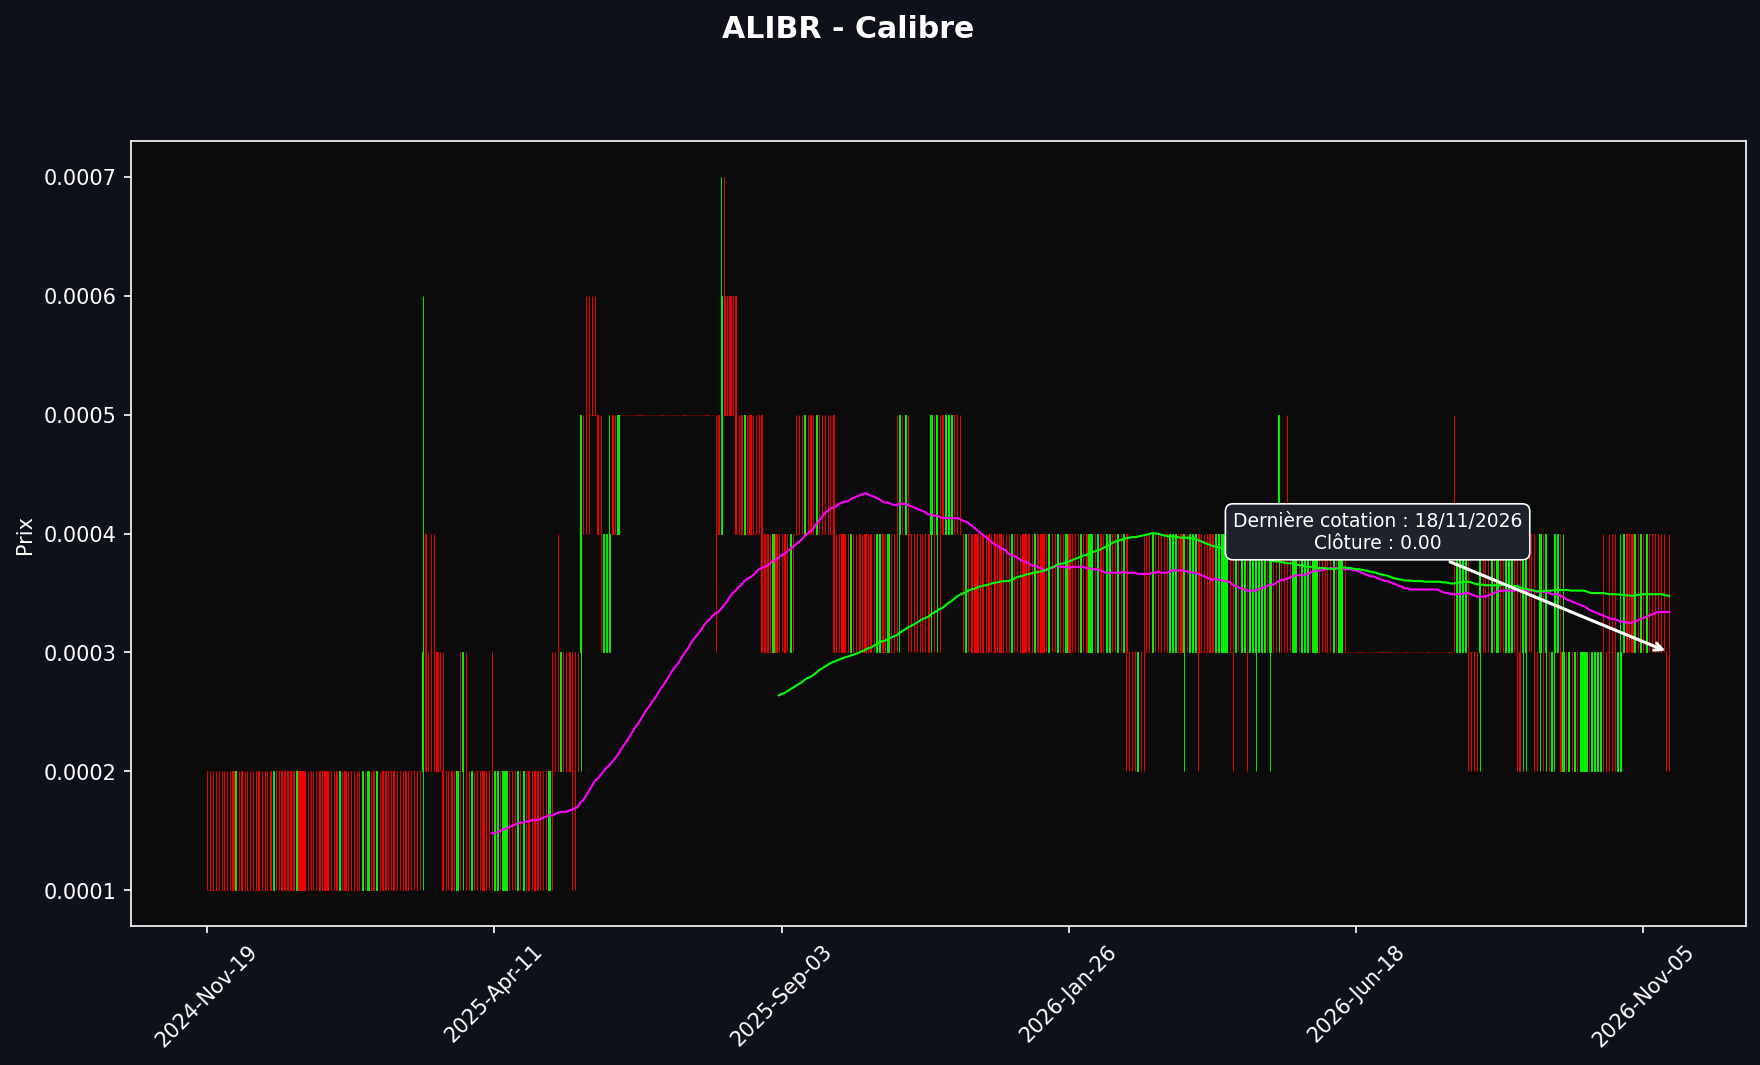 ALIBR - Calibre
0.0007
0.0006
0.0005
0.0004
0.0003
0.0002
0.0001
Prix
Dernière cotation : 18/11/2026
Clôture : 0.00
2024-Nov-19
2025-Apr-11
2025-Sep-03
2026-Jan-26
2026-Jun-18
2026-Nov-05